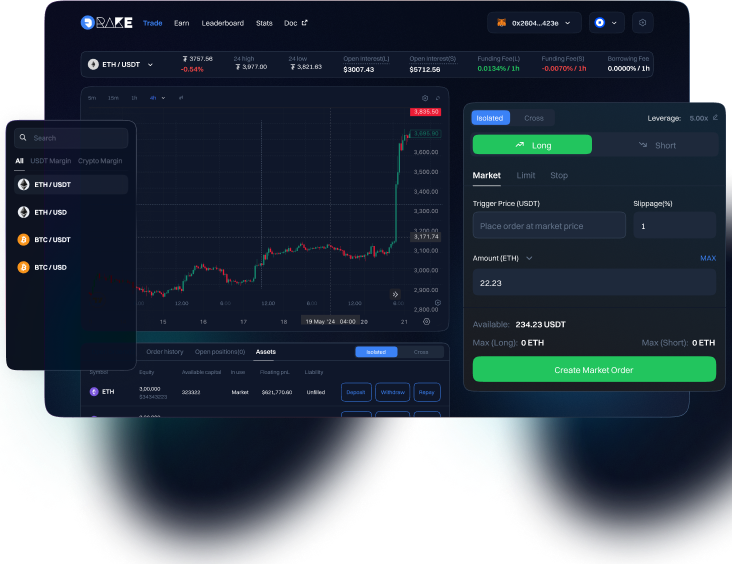 DRAKE Trade Earn Leaderboard Stats Doc 0x2604...423e
ETH / USDT
₮ 3757.56
-0.54%
24 high
₮ 3,977.00
24 low
₮ 3,821.63
Open Interest(L)
$3007.43
Open Interest(S)
$5712.56
Funding Fee(L)
0.0134% / 1h
Funding Fee(S)
-0.0070% / 1h
Borrowing Fee
0.0000% / 1h
Search
All USDT Margin Crypto Margin
ETH / USDT
ETH / USD
BTC / USDT
BTC / USD
5m 15m 1h 4h
3,835.50
3,600.00
3,500.00
3,400.00
3,300.00
3,171.74
3,100.00
3,000.00
2,900.00
2,800.00
12:00 6:00 12:00 6:00 12:00 6:00
15 16 17 18 19 May '24 04:00 20 21
Order history Open positions(0) Assets Isolated Cross
Symbol Equity Available capital In use Floating pnl. Liability
ETH
3,00,000
$34343223
323322 Market $621,770.60 Unfilled Deposit Withdraw Repay
Isolated Cross Leverage: 5.00x
Long Short
Market Limit Stop
Trigger Price (USDT) Slippage(%)
Place order at market price 1
Amount (ETH) MAX
22.23
Available: 234.23 USDT
Max (Long): 0 ETH Max (Short): 0 ETH
Create Market Order